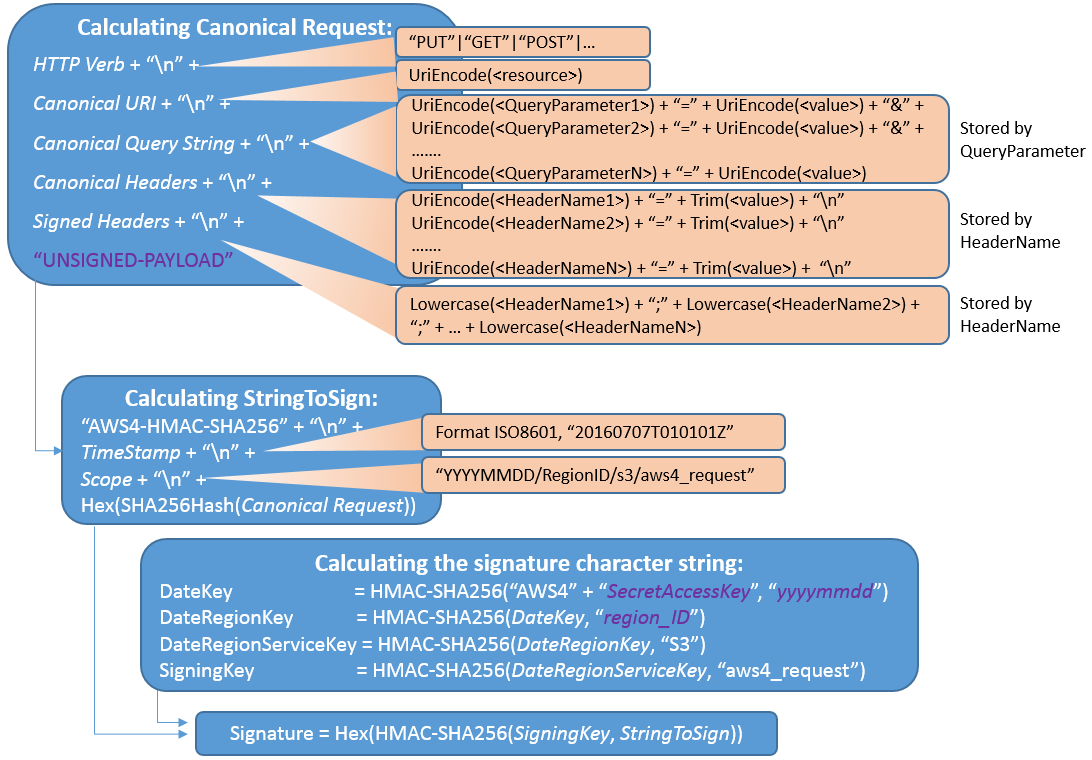 Calculating Canonical Request:
HTTP Verb + “\n” +
“PUT”|“GET”|“POST”|...
Canonical URI + “\n” +
UriEncode(<resource>)
Canonical Query String + “\n” +
UriEncode(<QueryParameter1>) + “=” + UriEncode(<value>) + “&” +
UriEncode(<QueryParameter2>) + “=” + UriEncode(<value>) + “&” +
.......
UriEncode(<QueryParameterN>) + “=” + UriEncode(<value>)
Stored by
QueryParameter
Canonical Headers + “\n” +
UriEncode(<HeaderName1>) + “=” + Trim(<value>) + “\n”
UriEncode(<HeaderName2>) + “=” + Trim(<value>) + “\n”
.......
UriEncode(<HeaderNameN>) + “=” + Trim(<value>) + “\n”
Stored by
HeaderName
Signed Headers + “\n” +
Lowercase(<HeaderName1>) + “;” + Lowercase(<HeaderName2>) +
“;” + ... + Lowercase(<HeaderNameN>)
Stored by
HeaderName
“UNSIGNED-PAYLOAD”
Calculating StringToSign:
“AWS4-HMAC-SHA256” + “\n” +
TimeStamp + “\n” +
Format ISO8601, “20160707T010101Z”
Scope + “\n” +
“YYYYMMDD/RegionID/s3/aws4_request”
Hex(SHA256Hash(Canonical Request))
Calculating the signature character string:
DateKey = HMAC-SHA256(“AWS4” + “SecretAccessKey”, “yyyymmdd”)
DateRegionKey = HMAC-SHA256(DateKey, “region_ID”)
DateRegionServiceKey = HMAC-SHA256(DateRegionKey, “S3”)
SigningKey = HMAC-SHA256(DateRegionServiceKey, “aws4_request”)
Signature = Hex(HMAC-SHA256(SigningKey, StringToSign))